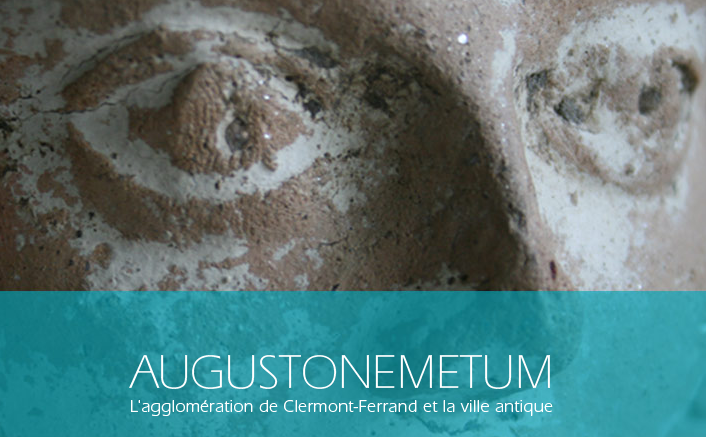 AUGUSTONEMETUM
L'agglomération de Clermont-Ferrand et la ville antique